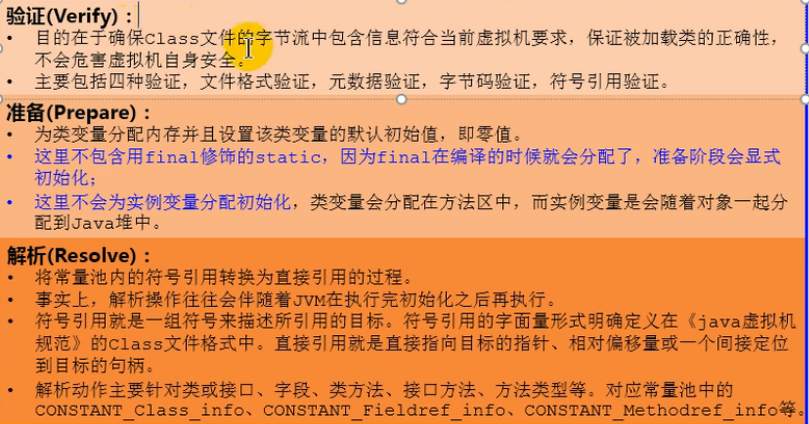 验证(Verify)：
• 目的在于确保Class文件的字节流中包含信息符合当前虚拟机要求，保证被加载类的正确性，
不会危害虚拟机自身安全。
• 主要包括四种验证，文件格式验证，元数据验证，字节码验证，符号引用验证。
准备(Prepare)：
• 为类变量分配内存并且设置该类变量的默认初始值，即零值。
• 这里不包含用final修饰的static，因为final在编译的时候就会分配了，准备阶段会显式
初始化；
• 这里不会为实例变量分配初始化，类变量会分配在方法区中，而实例变量是会随着对象一起分
配到Java堆中。
解析(Resolve)：
• 将常量池内的符号引用转换为直接引用的过程。
• 事实上，解析操作往往会伴随着JVM在执行完初始化之后再执行。
• 符号引用就是一组符号来描述所引用的目标。符号引用的字面量形式明确定义在《java虚拟机
规范》的Class文件格式中。直接引用就是直接指向目标的指针、相对偏移量或一个间接定位
到目标的句柄。
• 解析动作主要针对类或接口、字段、类方法、接口方法、方法类型等。对应常量池中的
CONSTANT_Class_info、CONSTANT_Fieldref_info、CONSTANT_Methodref_info等。